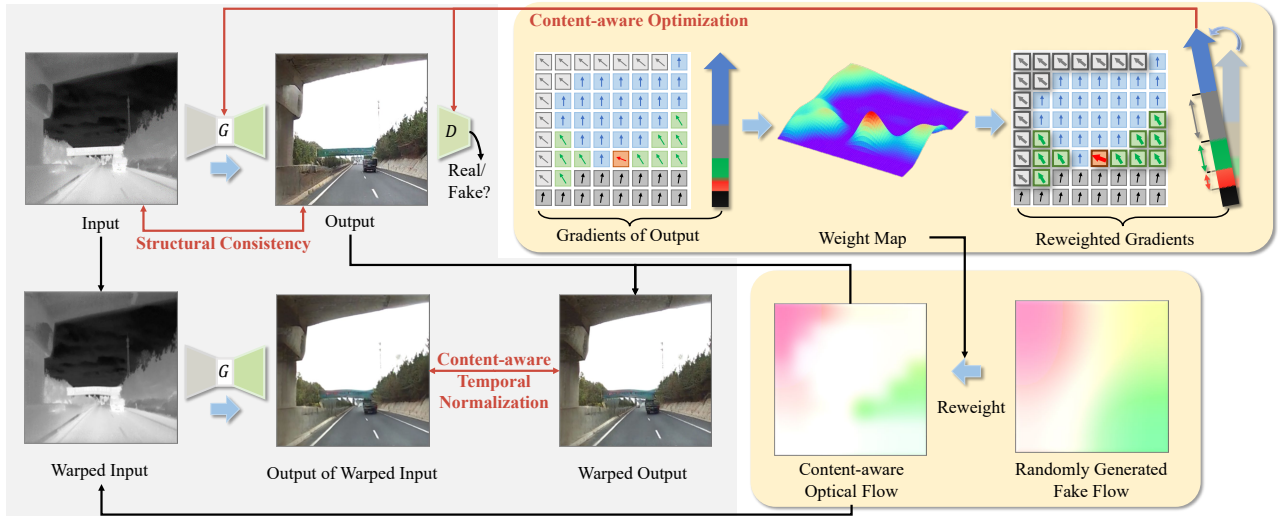 Content-aware Optimization
G
D
Real/
Fake?
Input
Output
Structural Consistency
Gradients of Output
Weight Map
Reweighted Gradients
G
Content-aware
Temporal
Normalization
Reweight
Warped Input
Output of Warped Input
Warped Output
Content-aware
Optical Flow
Randomly Generated
Fake Flow